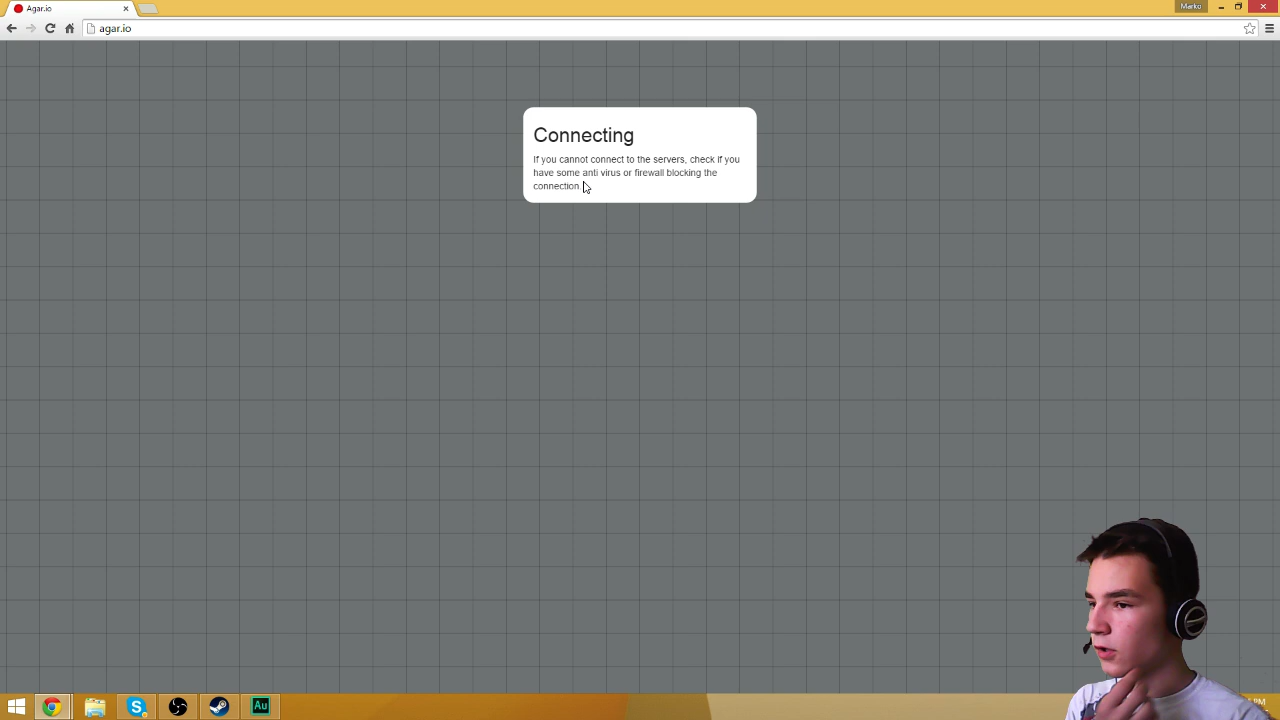 Agar.io
Marko
agar.io
Connecting
If you cannot connect to the servers, check if you
have some anti virus or firewall blocking the
connection
Au
PM